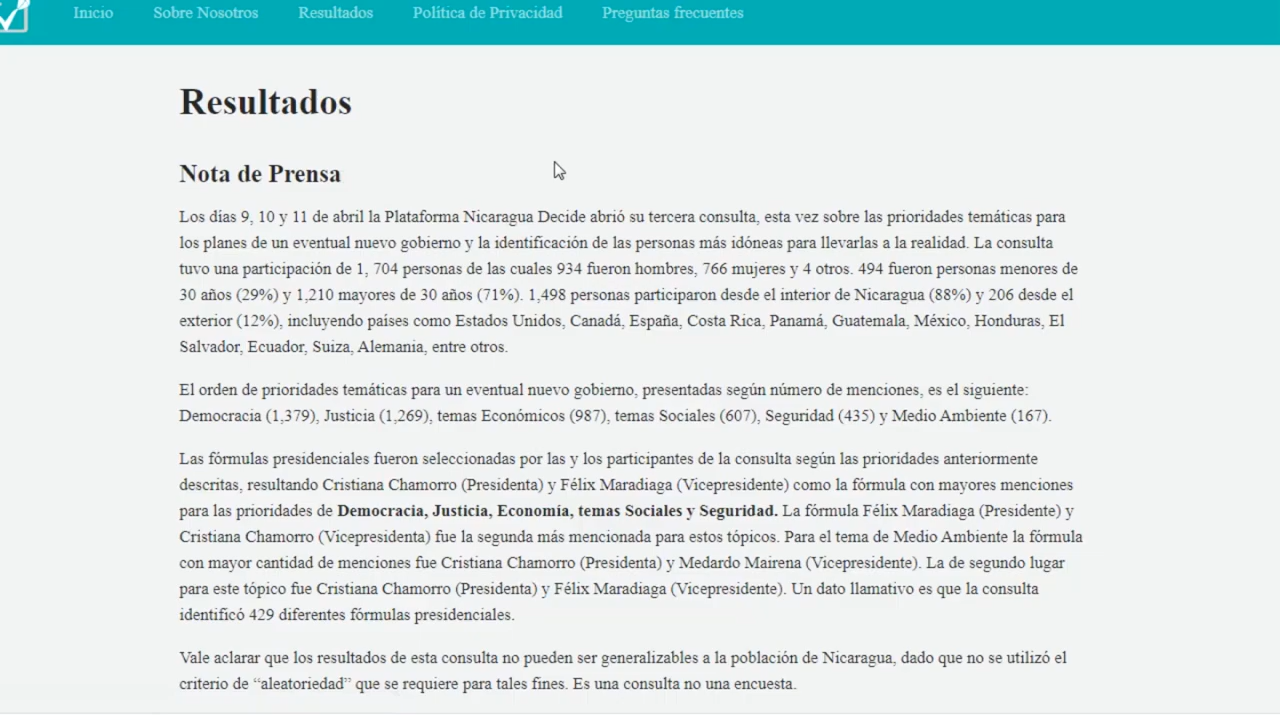 Inicio Sobre Nosotros Resultados Política de Privacidad Preguntas frecuentes
Resultados
Nota de Prensa
Los días 9, 10 y 11 de abril la Plataforma Nicaragua Decide abrió su tercera consulta, esta vez sobre las prioridades temáticas para
los planes de un eventual nuevo gobierno y la identificación de las personas más idóneas para llevarlas a la realidad. La consulta
tuvo una participación de 1, 704 personas de las cuales 934 fueron hombres, 766 mujeres y 4 otros. 494 fueron personas menores de
30 años (29%) y 1,210 mayores de 30 años (71%). 1,498 personas participaron desde el interior de Nicaragua (88%) y 206 desde el
exterior (12%), incluyendo países como Estados Unidos, Canadá, España, Costa Rica, Panamá, Guatemala, México, Honduras, El
Salvador, Ecuador, Suiza, Alemania, entre otros.
El orden de prioridades temáticas para un eventual nuevo gobierno, presentadas según número de menciones, es el siguiente:
Democracia (1,379), Justicia (1,269), temas Económicos (987), temas Sociales (607), Seguridad (435) y Medio Ambiente (167).
Las fórmulas presidenciales fueron seleccionadas por las y los participantes de la consulta según las prioridades anteriormente
descritas, resultando Cristiana Chamorro (Presidenta) y Félix Maradiaga (Vicepresidente) como la fórmula con mayores menciones
para las prioridades de Democracia, Justicia, Economía, temas Sociales y Seguridad. La fórmula Félix Maradiaga (Presidente) y
Cristiana Chamorro (Vicepresidenta) fue la segunda más mencionada para estos tópicos. Para el tema de Medio Ambiente la fórmula
con mayor cantidad de menciones fue Cristiana Chamorro (Presidenta) y Medardo Mairena (Vicepresidente). La de segundo lugar
para este tópico fue Cristiana Chamorro (Presidenta) y Félix Maradiaga (Vicepresidente). Un dato llamativo es que la consulta
identificó 429 diferentes fórmulas presidenciales.
Vale aclarar que los resultados de esta consulta no pueden ser generalizables a la población de Nicaragua, dado que no se utilizó el
criterio de “aleatoriedad” que se requiere para tales fines. Es una consulta no una encuesta.